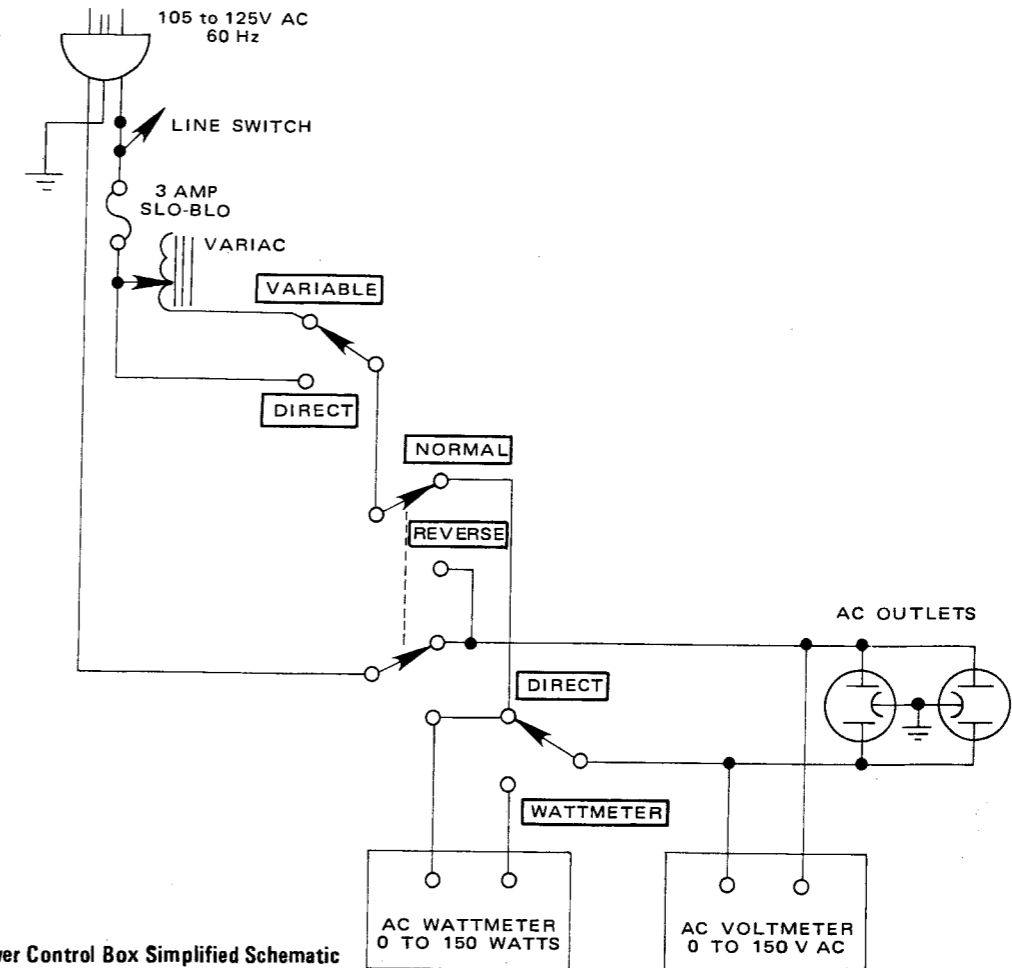 105 to 125V AC
60 Hz
LINE SWITCH
3 AMP
SLO-BLO
VARIAC
VARIABLE
DIRECT
NORMAL
REVERSE
AC OUTLETS
DIRECT
WATTMETER
AC WATTMETER
0 TO 150 WATTS
AC VOLTMETER
0 TO 150 V AC
Control Box Simplified Schematic